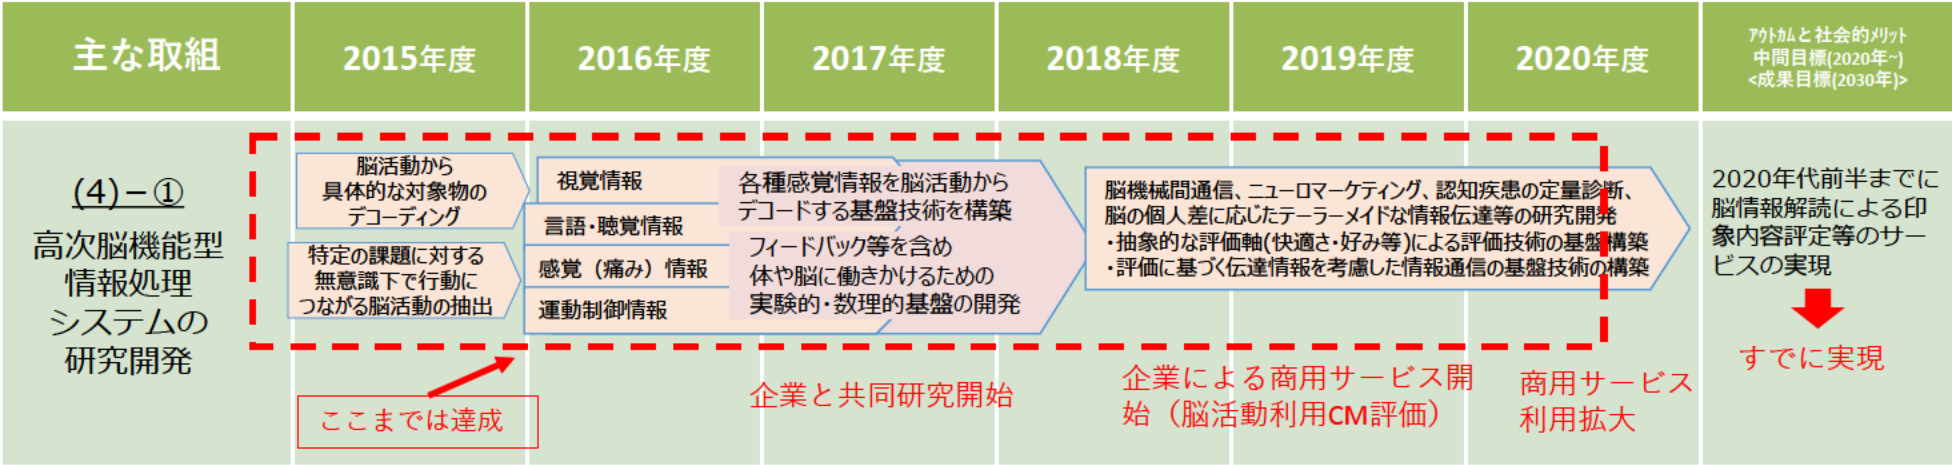 主な取組
2015年度
2016年度
2017年度
2018年度
2019年度
2020年度
ｱｳﾄｶﾑと社会的ﾒﾘｯﾄ
中間目標(2020年~)
<成果目標(2030年)>
(4)－①
高次脳機能型
情報処理
システムの
研究開発
脳活動から
具体的な対象物の
デコーディング
特定の課題に対する
無意識下で行動に
つながる脳活動の抽出
視覚情報
言語・聴覚情報
感覚（痛み）情報
運動制御情報
各種感覚情報を脳活動から
デコードする基盤技術を構築
フィードバック等を含め
体や脳に働きかけるための
実験的・数理的基盤の開発
脳機械間通信、ニューロマーケティング、認知疾患の定量診断、
脳の個人差に応じたテーラーメイドな情報伝達等の研究開発
・抽象的な評価軸(快適さ・好み等)による評価技術の基盤構築
・評価に基づく伝達情報を考慮した情報通信の基盤技術の構築
2020年代前半までに
脳情報解読による印
象内容評定等のサー
ビスの実現
すでに実現
ここまでは達成
企業と共同研究開始
企業による商用サービス開
始（脳活動利用CM評価）
商用サービス
利用拡大